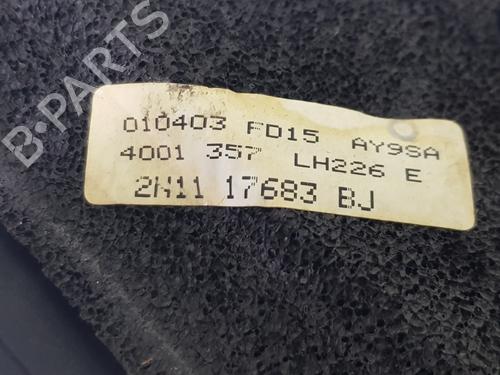 B-PARTS
010403 FD15 AY9SA
4001 357 LH226 E
2N11 17683 BJ